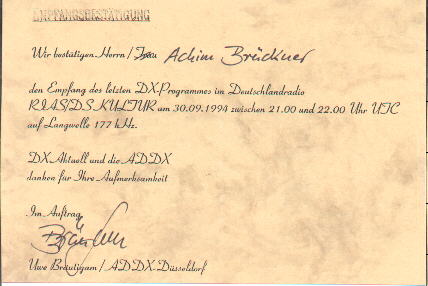 EMPFANGSBESTÄTIGUNG
Wir bestätigen Herrn / Frau Achim Brückner
den Empfang des letzten DX-Programmes im Deutschlandradio
RIAS/DS KULTUR am 30.09.1994 zwischen 21.00 und 22.00 Uhr UTC
auf Langwelle 177 kHz.
DX Aktuell und die ADDX
danken für Ihre Aufmerksamkeit
Im Auftrag
Uwe Bräutigam / ADDX-Düsseldorf